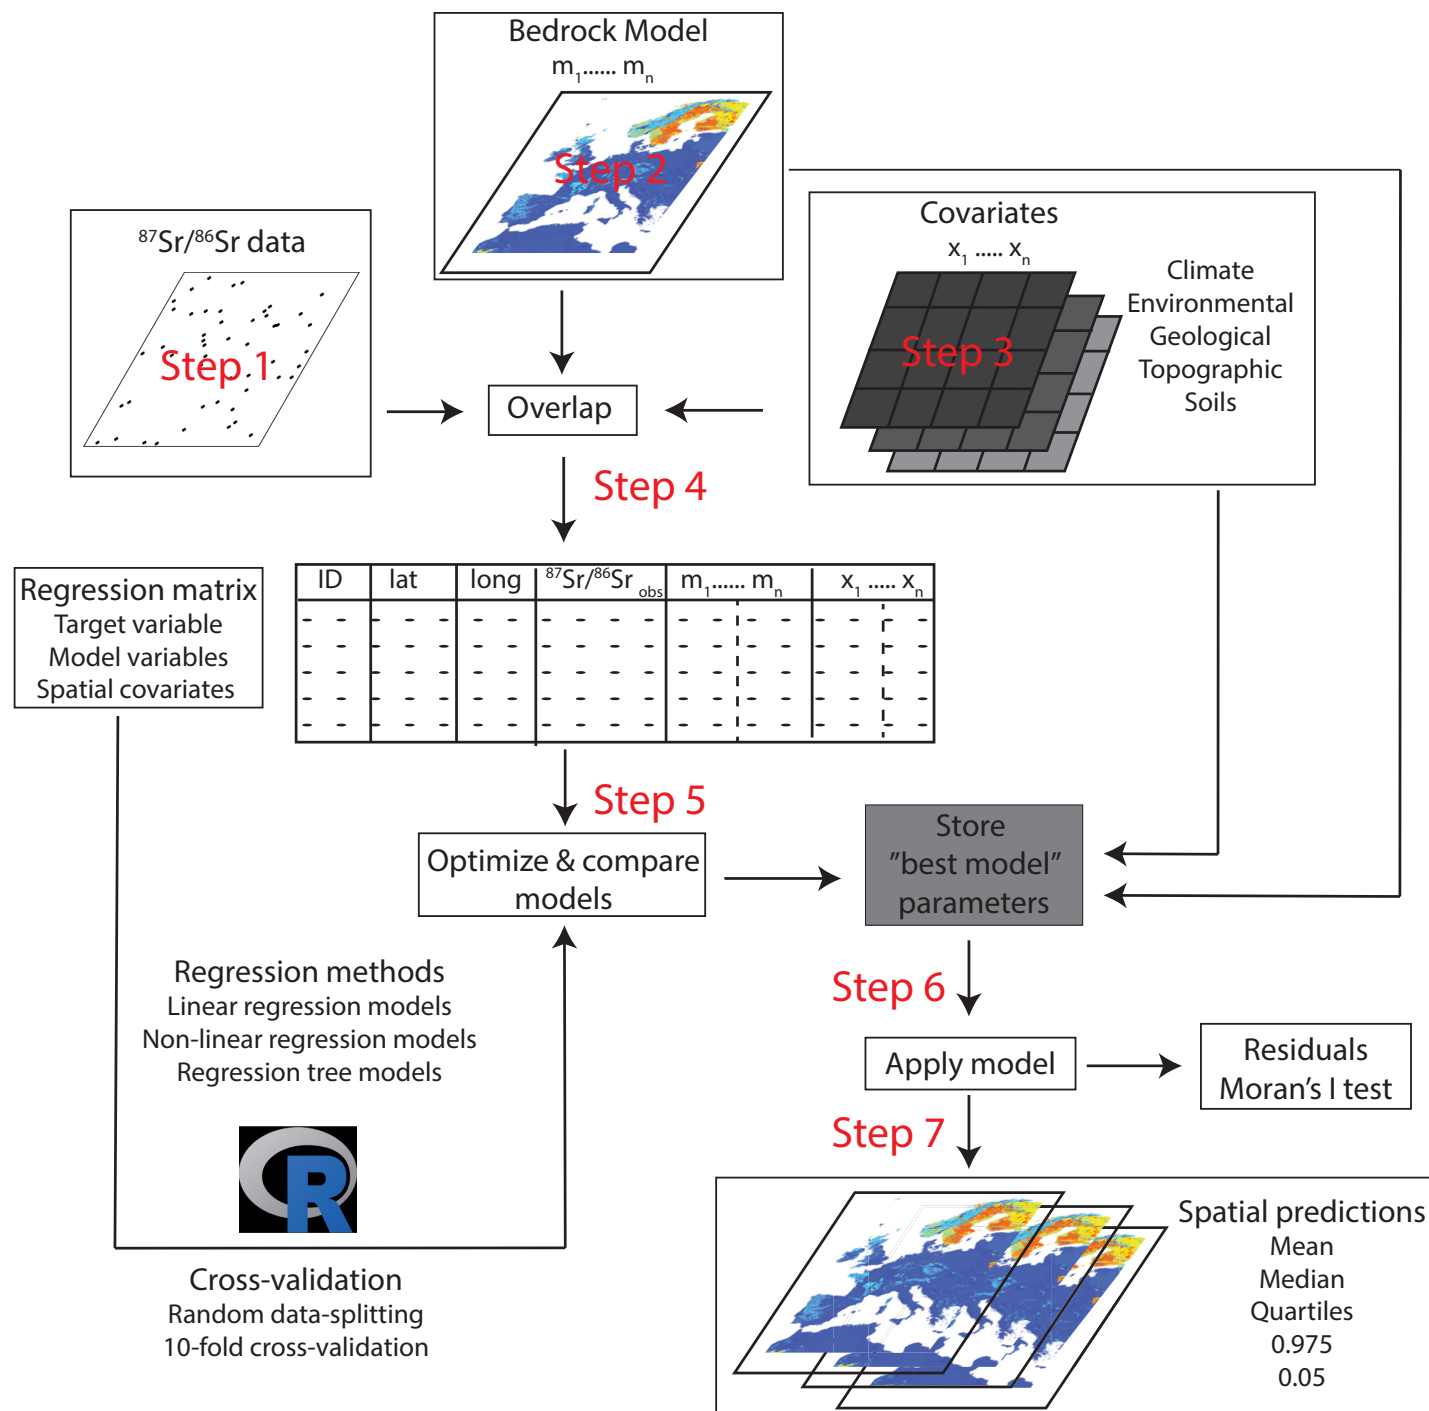 Bedrock Model
m1...... mn
Step 2
87Sr/86Sr data
Step 1
Covariates
x1 ..... xn
Step 3
Climate
Environmental
Geological
Topographic
Soils
Overlap
Step 4
Regression matrix
Target variable
Model variables
Spatial covariates
ID lat long 87Sr/86Sr obs m1...... mn x1 ..... xn
Step 5
Optimize & compare
models
Store
"best model"
parameters
Regression methods
Linear regression models
Non-linear regression models
Regression tree models
R
Cross-validation
Random data-splitting
10-fold cross-validation
Step 6
Apply model
Residuals
Moran's I test
Step 7
Spatial predictions
Mean
Median
Quartiles
0.975
0.05